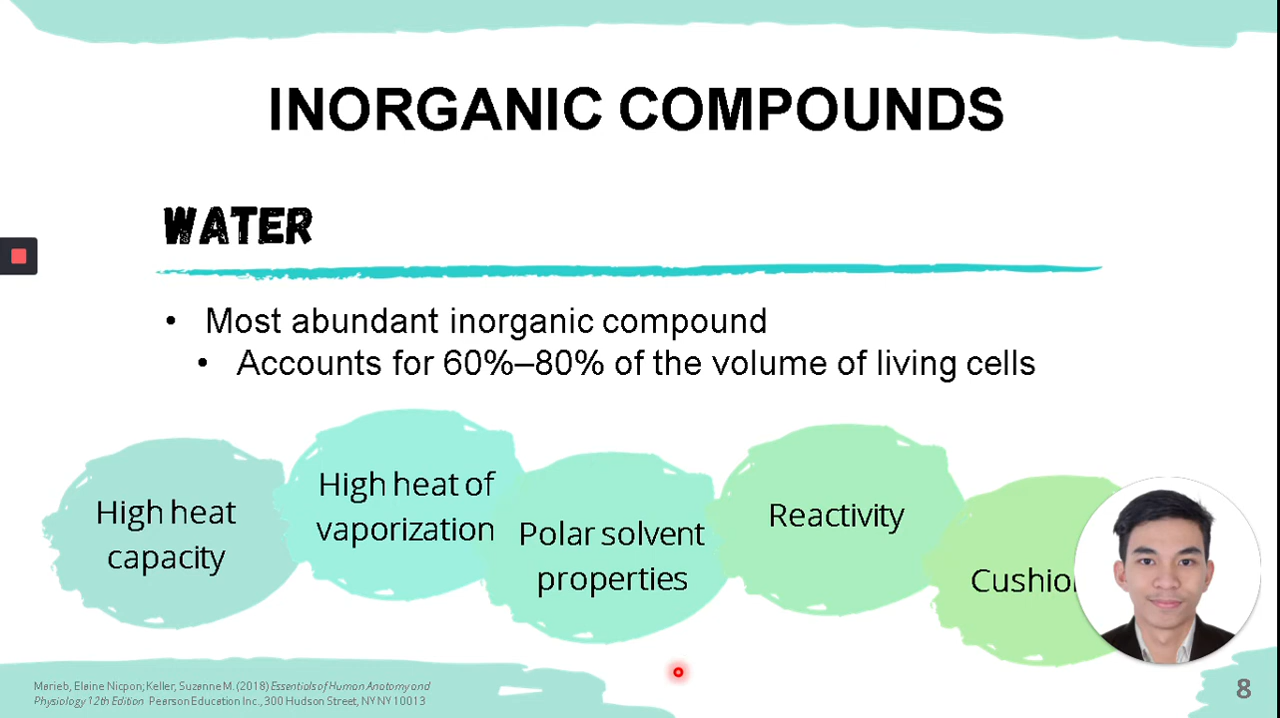 INORGANIC COMPOUNDS
WATER
• Most abundant inorganic compound
• Accounts for 60%–80% of the volume of living cells
High heat
capacity
High heat of
vaporization
Polar solvent
properties
Reactivity
Marieb, Elaine Nicpon; Keller, Suzanne M. (2018) Essentials of Human Anatomy and
Physiology 12th Edition Pearson Education Inc., 300 Hudson Street, NY NY 10013
8